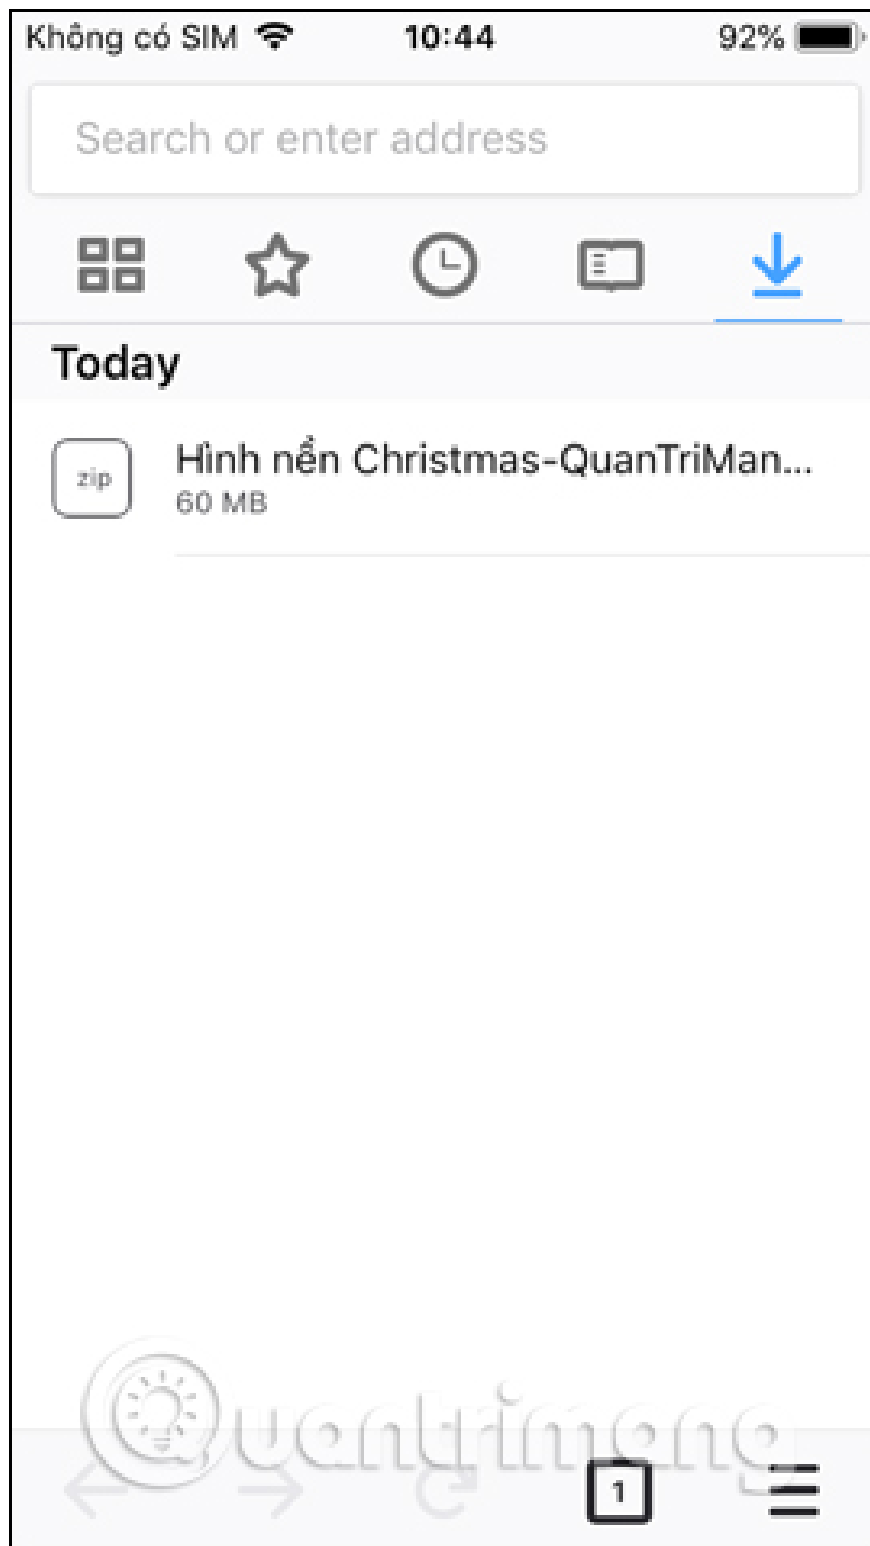 Không có SIM 10:44 92%
Search or enter address
Today
zip
Hình nền Christmas-QuanTriMan...
60 MB
Quantrimang
1